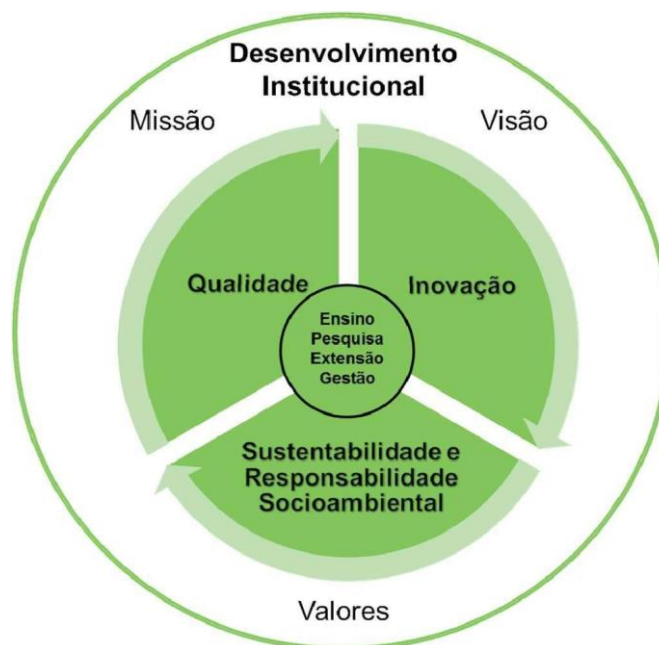 Desenvolvimento
Institucional
Missão
Visão
Qualidade
Inovação
Ensino
Pesquisa
Extensão
Gestão
Sustentabilidade e
Responsabilidade
Socioambiental
Valores